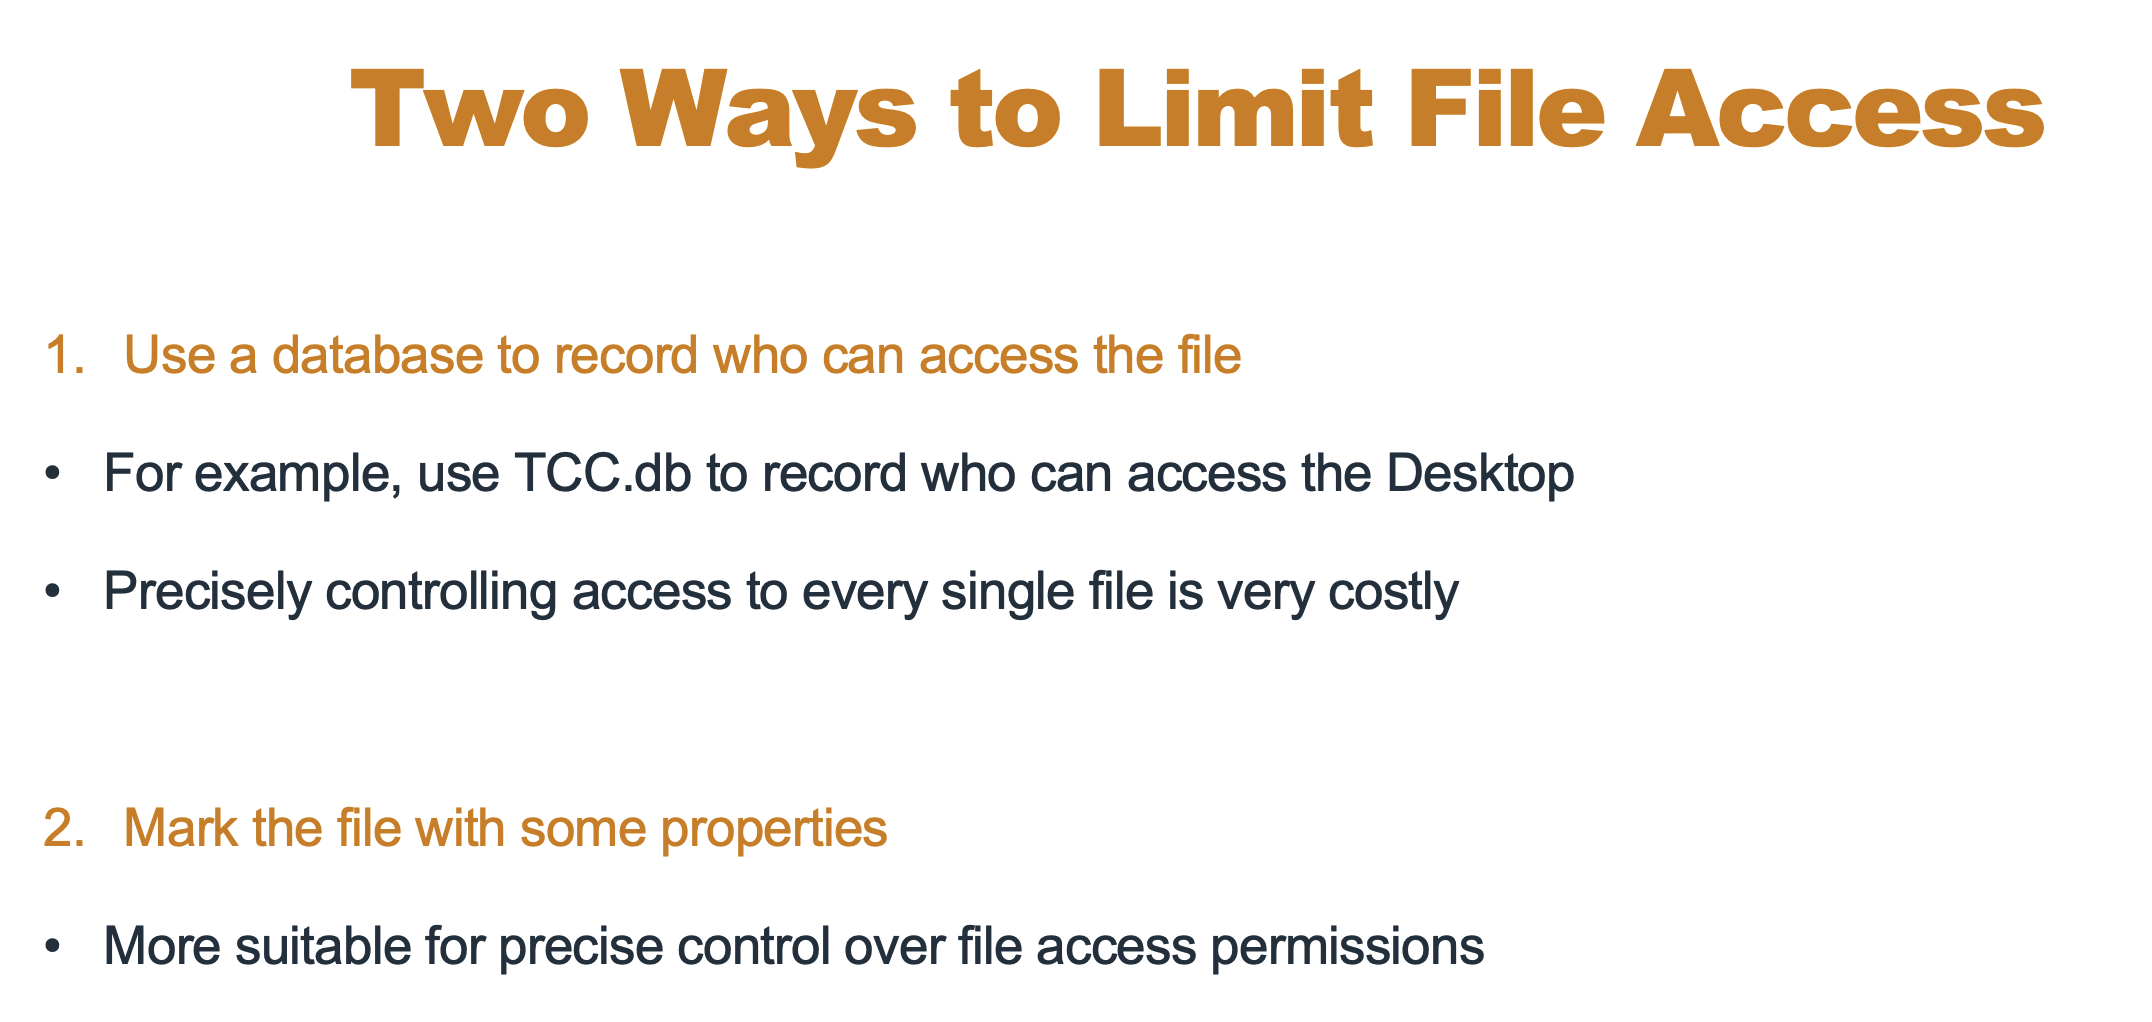 Two Ways to Limit File Access
1. Use a database to record who can access the file
• For example, use TCC.db to record who can access the Desktop
• Precisely controlling access to every single file is very costly
2. Mark the file with some properties
• More suitable for precise control over file access permissions